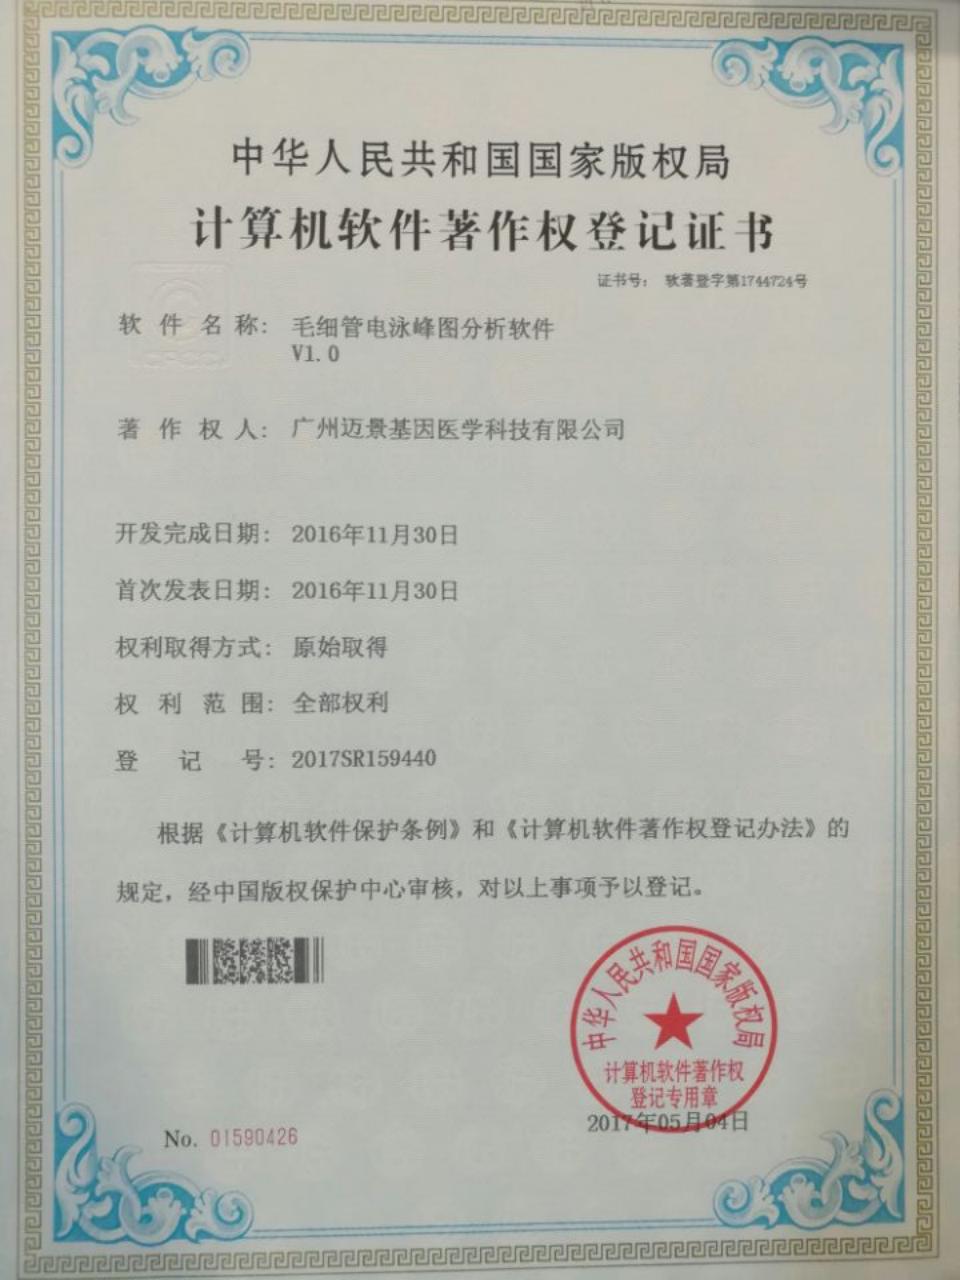 中华人民共和国国家版权局
计算机软件著作权登记证书
证书号： 软著登字第1744724号
软件名称： 毛细管电泳峰图分析软件
V1.0
著作权人： 广州迈景基因医学科技有限公司
开发完成日期： 2016年11月30日
首次发表日期： 2016年11月30日
权利取得方式： 原始取得
权利范围： 全部权利
登记号： 2017SR159440
根据《计算机软件保护条例》和《计算机软件著作权登记办法》的
规定，经中国版权保护中心审核，对以上事项予以登记。
中华人民共和国国家版权局
计算机软件著作权
登记专用章
2017年05月04日
No. 01590426